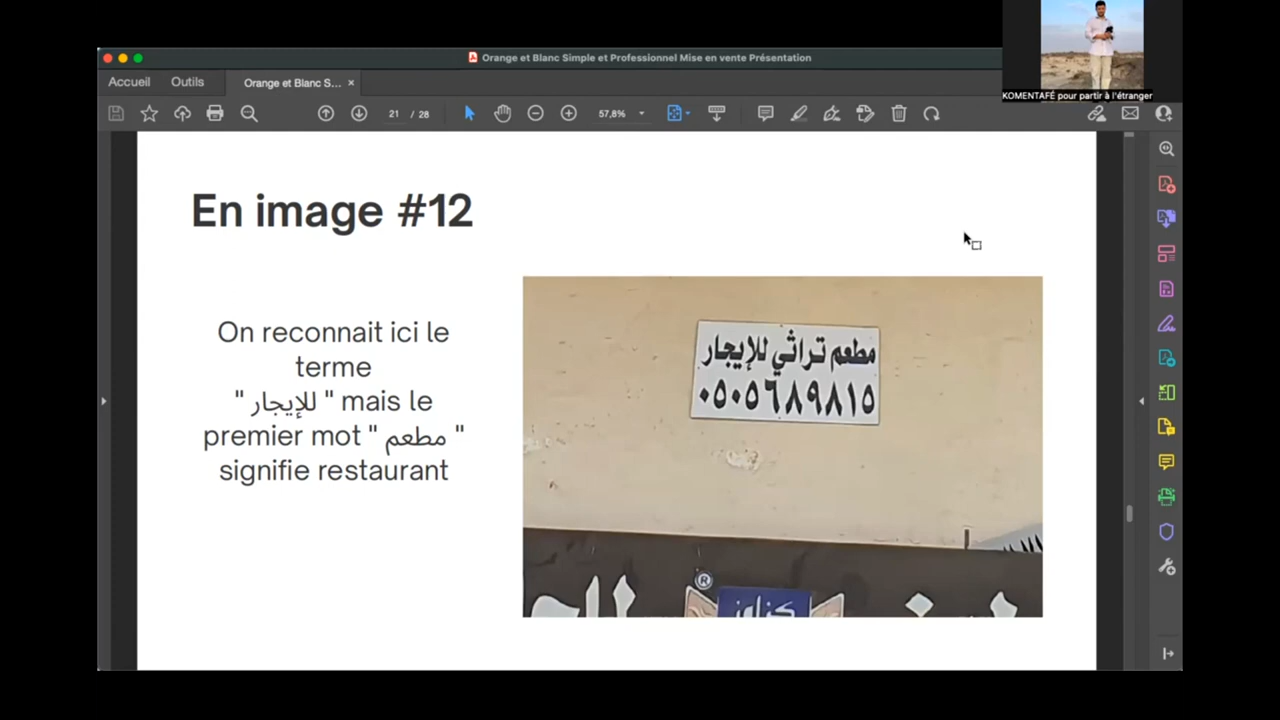 Orange et Blanc Simple et Professionnel Mise en vente Présentation
KOMENTAFÉ pour partir à l'étranger
Accueil Outils Orange et Blanc S... ×
21 / 28 57,8%
En image #12
On reconnait ici le
terme
" للإيجار " mais le
premier mot " مطعم "
signifie restaurant
مطعم تراثي للإيجار
٠٥٠٥٦٨٩٨١٥
®